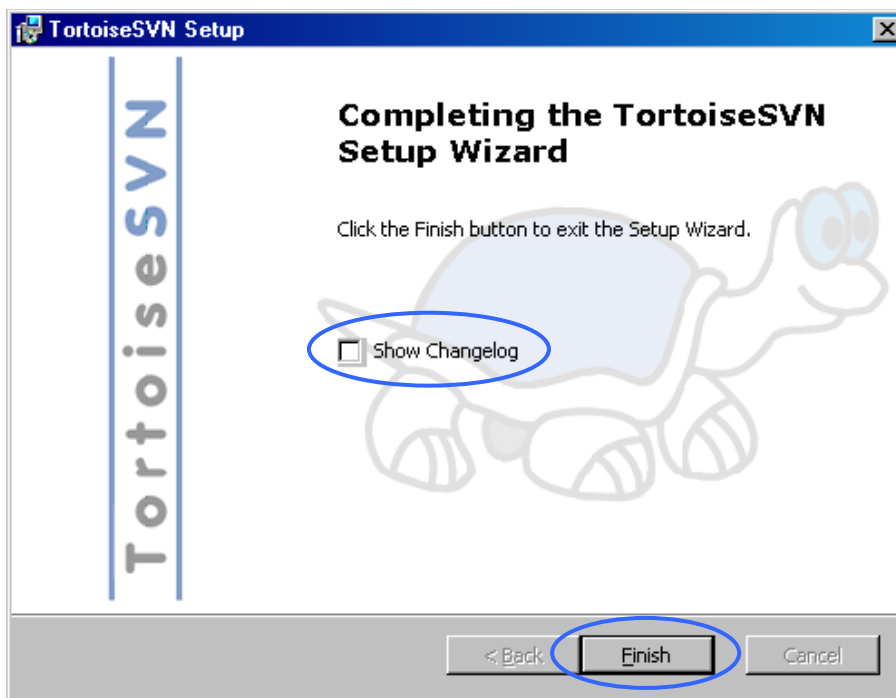 TortoiseSVN Setup
TortoiseSVN
Completing the TortoiseSVN
Setup Wizard
Click the Finish button to exit the Setup Wizard.
Show Changelog
< Back
Finish
Cancel